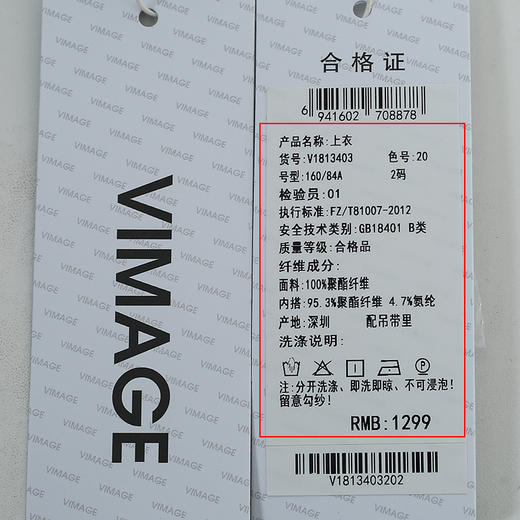 VIMAGE
合格证
6 941602 708878
产品名称:上衣
货号:V1813403 色号:20
号型:160/84A 2码
检验员:01
执行标准:FZ/T81007-2012
安全技术类别:GB18401 B类
质量等级:合格品
纤维成分:
面料:100%聚酯纤维
内搭:95.3%聚酯纤维 4.7%氨纶
产地:深圳 配吊带里
洗涤说明:
注:分开洗涤、即洗即晾、不可浸泡!
留意勾纱!
RMB:1299
V1813403202